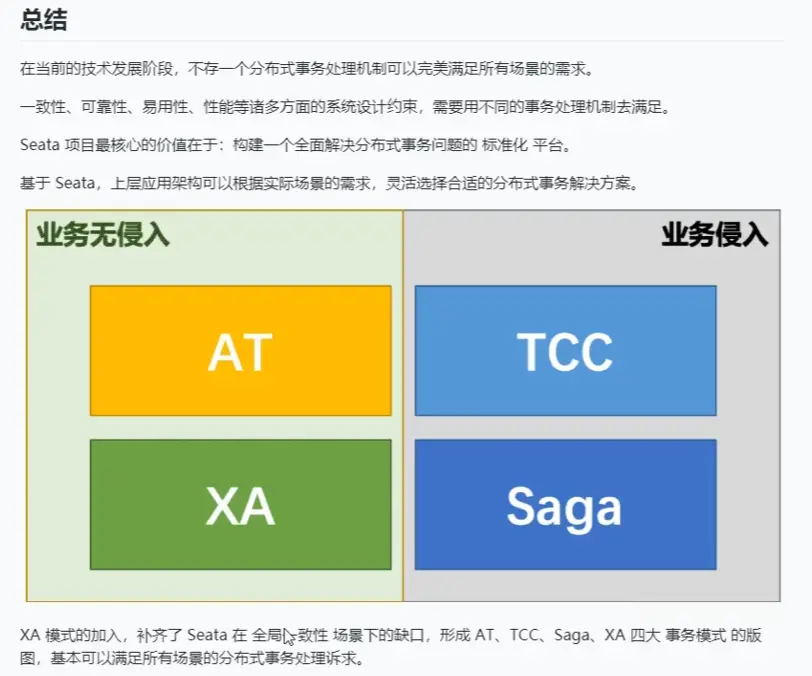 总结
在当前的技术发展阶段，不存一个分布式事务处理机制可以完美满足所有场景的需求。
一致性、可靠性、易用性、性能等诸多方面的系统设计约束，需要用不同的事务处理机制去满足。
Seata 项目最核心的价值在于：构建一个全面解决分布式事务问题的 标准化 平台。
基于 Seata，上层应用架构可以根据实际场景的需求，灵活选择合适的分布式事务解决方案。
业务无侵入
业务侵入
AT
TCC
XA
Saga
XA 模式的加入，补齐了 Seata 在 全局一致性 场景下的缺口，形成 AT、TCC、Saga、XA 四大 事务模式 的版
图，基本可以满足所有场景的分布式事务处理诉求。